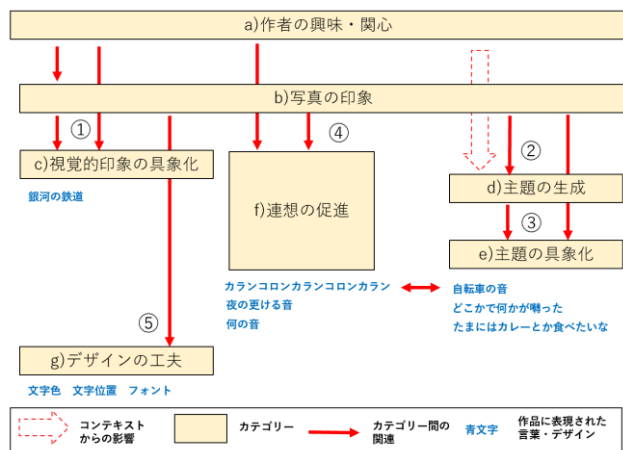 a)作者の興味・関心
b)写真の印象
①
④
②
c)視覚的印象の具象化
銀河の鉄道
f)連想の促進
d)主題の生成
③
e)主題の具象化
カランコロンカランコロンカラン
夜の更ける音
何の音
自転車の音
どこかで何かが囀った
たまにはカレーとか食べたいな
⑤
g)デザインの工夫
文字色 文字位置 フォント
コンテキスト
からの影響
カテゴリー
カテゴリー間の
関連
青文字
作品に表現された
言葉・デザイン